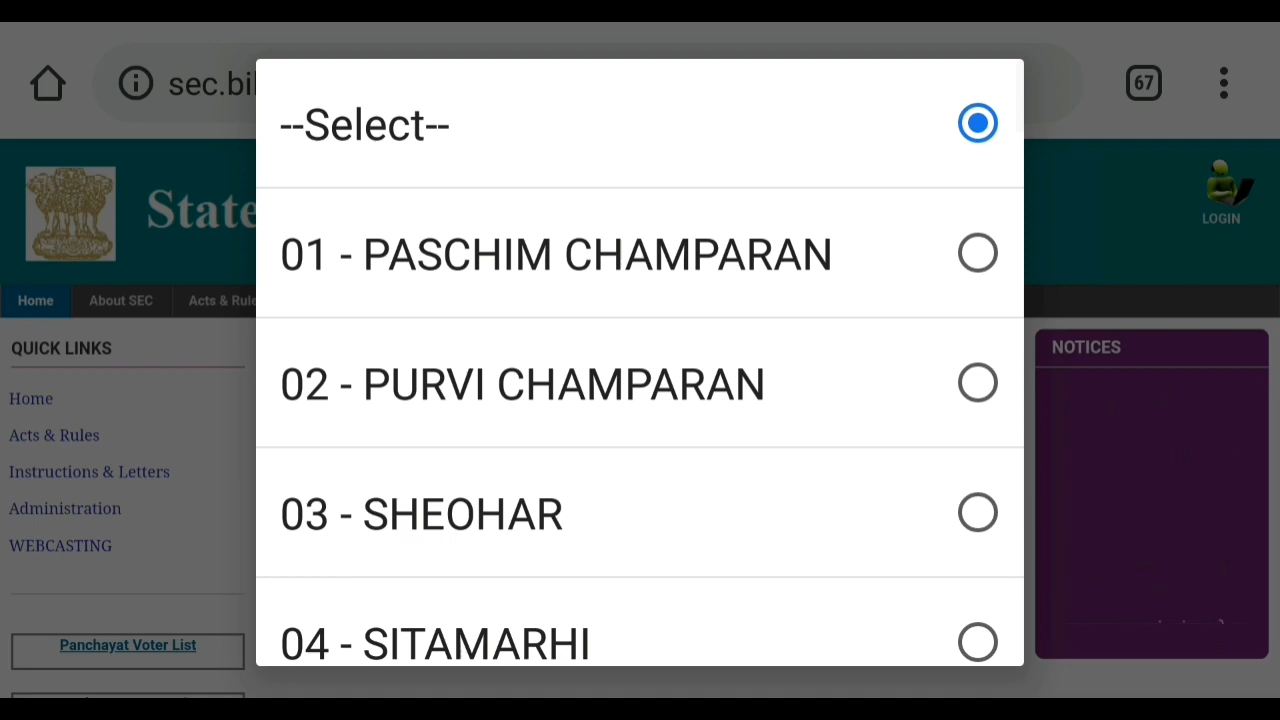 sec.bil
67
--Select--
01 - PASCHIM CHAMPARAN
02 - PURVI CHAMPARAN
03 - SHEOHAR
04 - SITAMARHI
State
LOGIN
Home
About SEC
Acts & Rule
QUICK LINKS
Home
Acts & Rules
Instructions & Letters
Administration
WEBCASTING
Panchayat Voter List
NOTICES